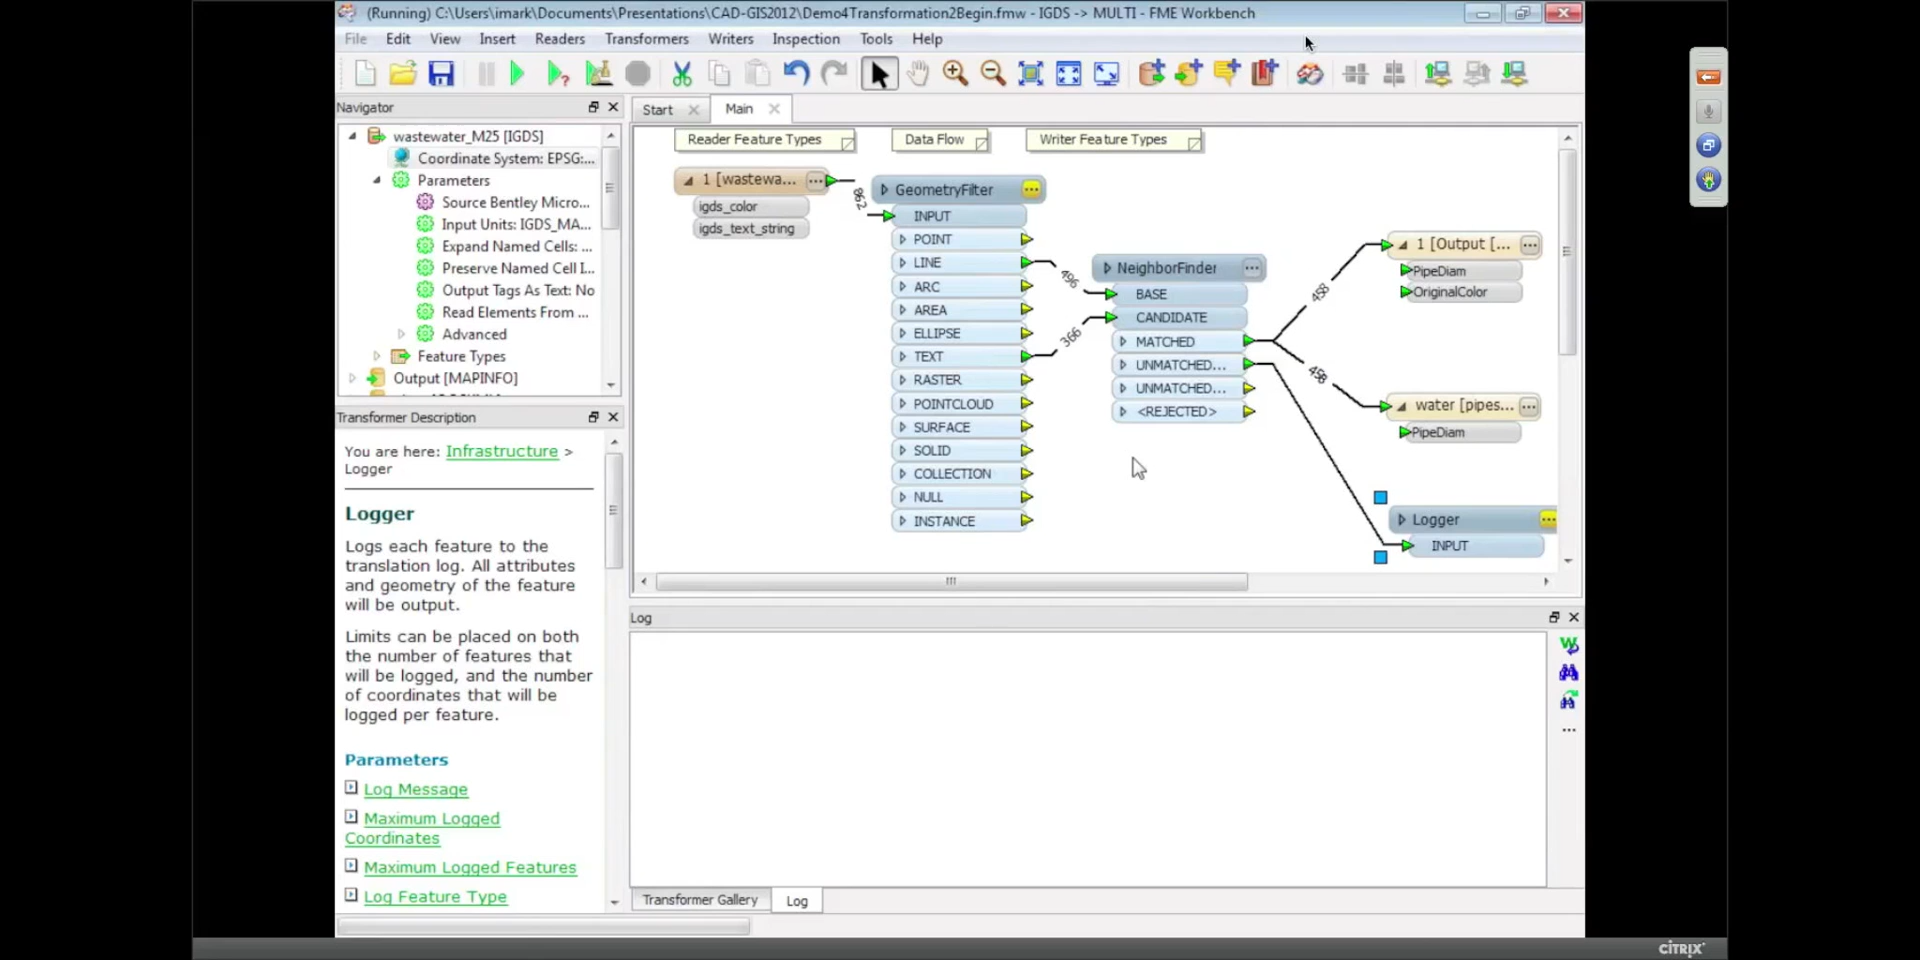 (Running) C:\Users\imark\Documents\Presentations\CAD-GIS2012\Demo4Transformation2Begin.fmw - IGDS -> MULTI - FME Workbench
File Edit View Insert Readers Transformers Writers Inspection Tools Help
Navigator
wastewater_M25 [IGDS]
Coordinate System: EPSG:...
Parameters
Source Bentley Micro...
Input Units: IGDS_MA...
Expand Named Cells: ...
Preserve Named Cell I...
Output Tags As Text: No
Read Elements From ...
Advanced
Feature Types
Output [MAPINFO]
Transformer Description
You are here: Infrastructure >
Logger
Logger
Logs each feature to the
translation log. All attributes
and geometry of the feature
will be output.
Limits can be placed on both
the number of features that
will be logged, and the number
of coordinates that will be
logged per feature.
Parameters
Log Message
Maximum Logged
Coordinates
Maximum Logged Features
Log Feature Type
Start
Main
Reader Feature Types
Data Flow
Writer Feature Types
1 [wastewa...
igds_color
igds_text_string
862
GeometryFilter
INPUT
POINT
LINE
ARC
AREA
ELLIPSE
TEXT
RASTER
POINTCLOUD
SURFACE
SOLID
COLLECTION
NULL
INSTANCE
496
366
NeighborFinder
BASE
CANDIDATE
MATCHED
UNMATCHED...
UNMATCHED...
<REJECTED>
458
458
1 [Output [...
PipeDiam
OriginalColor
water [pipes...
PipeDiam
Logger
INPUT
Log
Transformer Gallery
Log
CITRIX